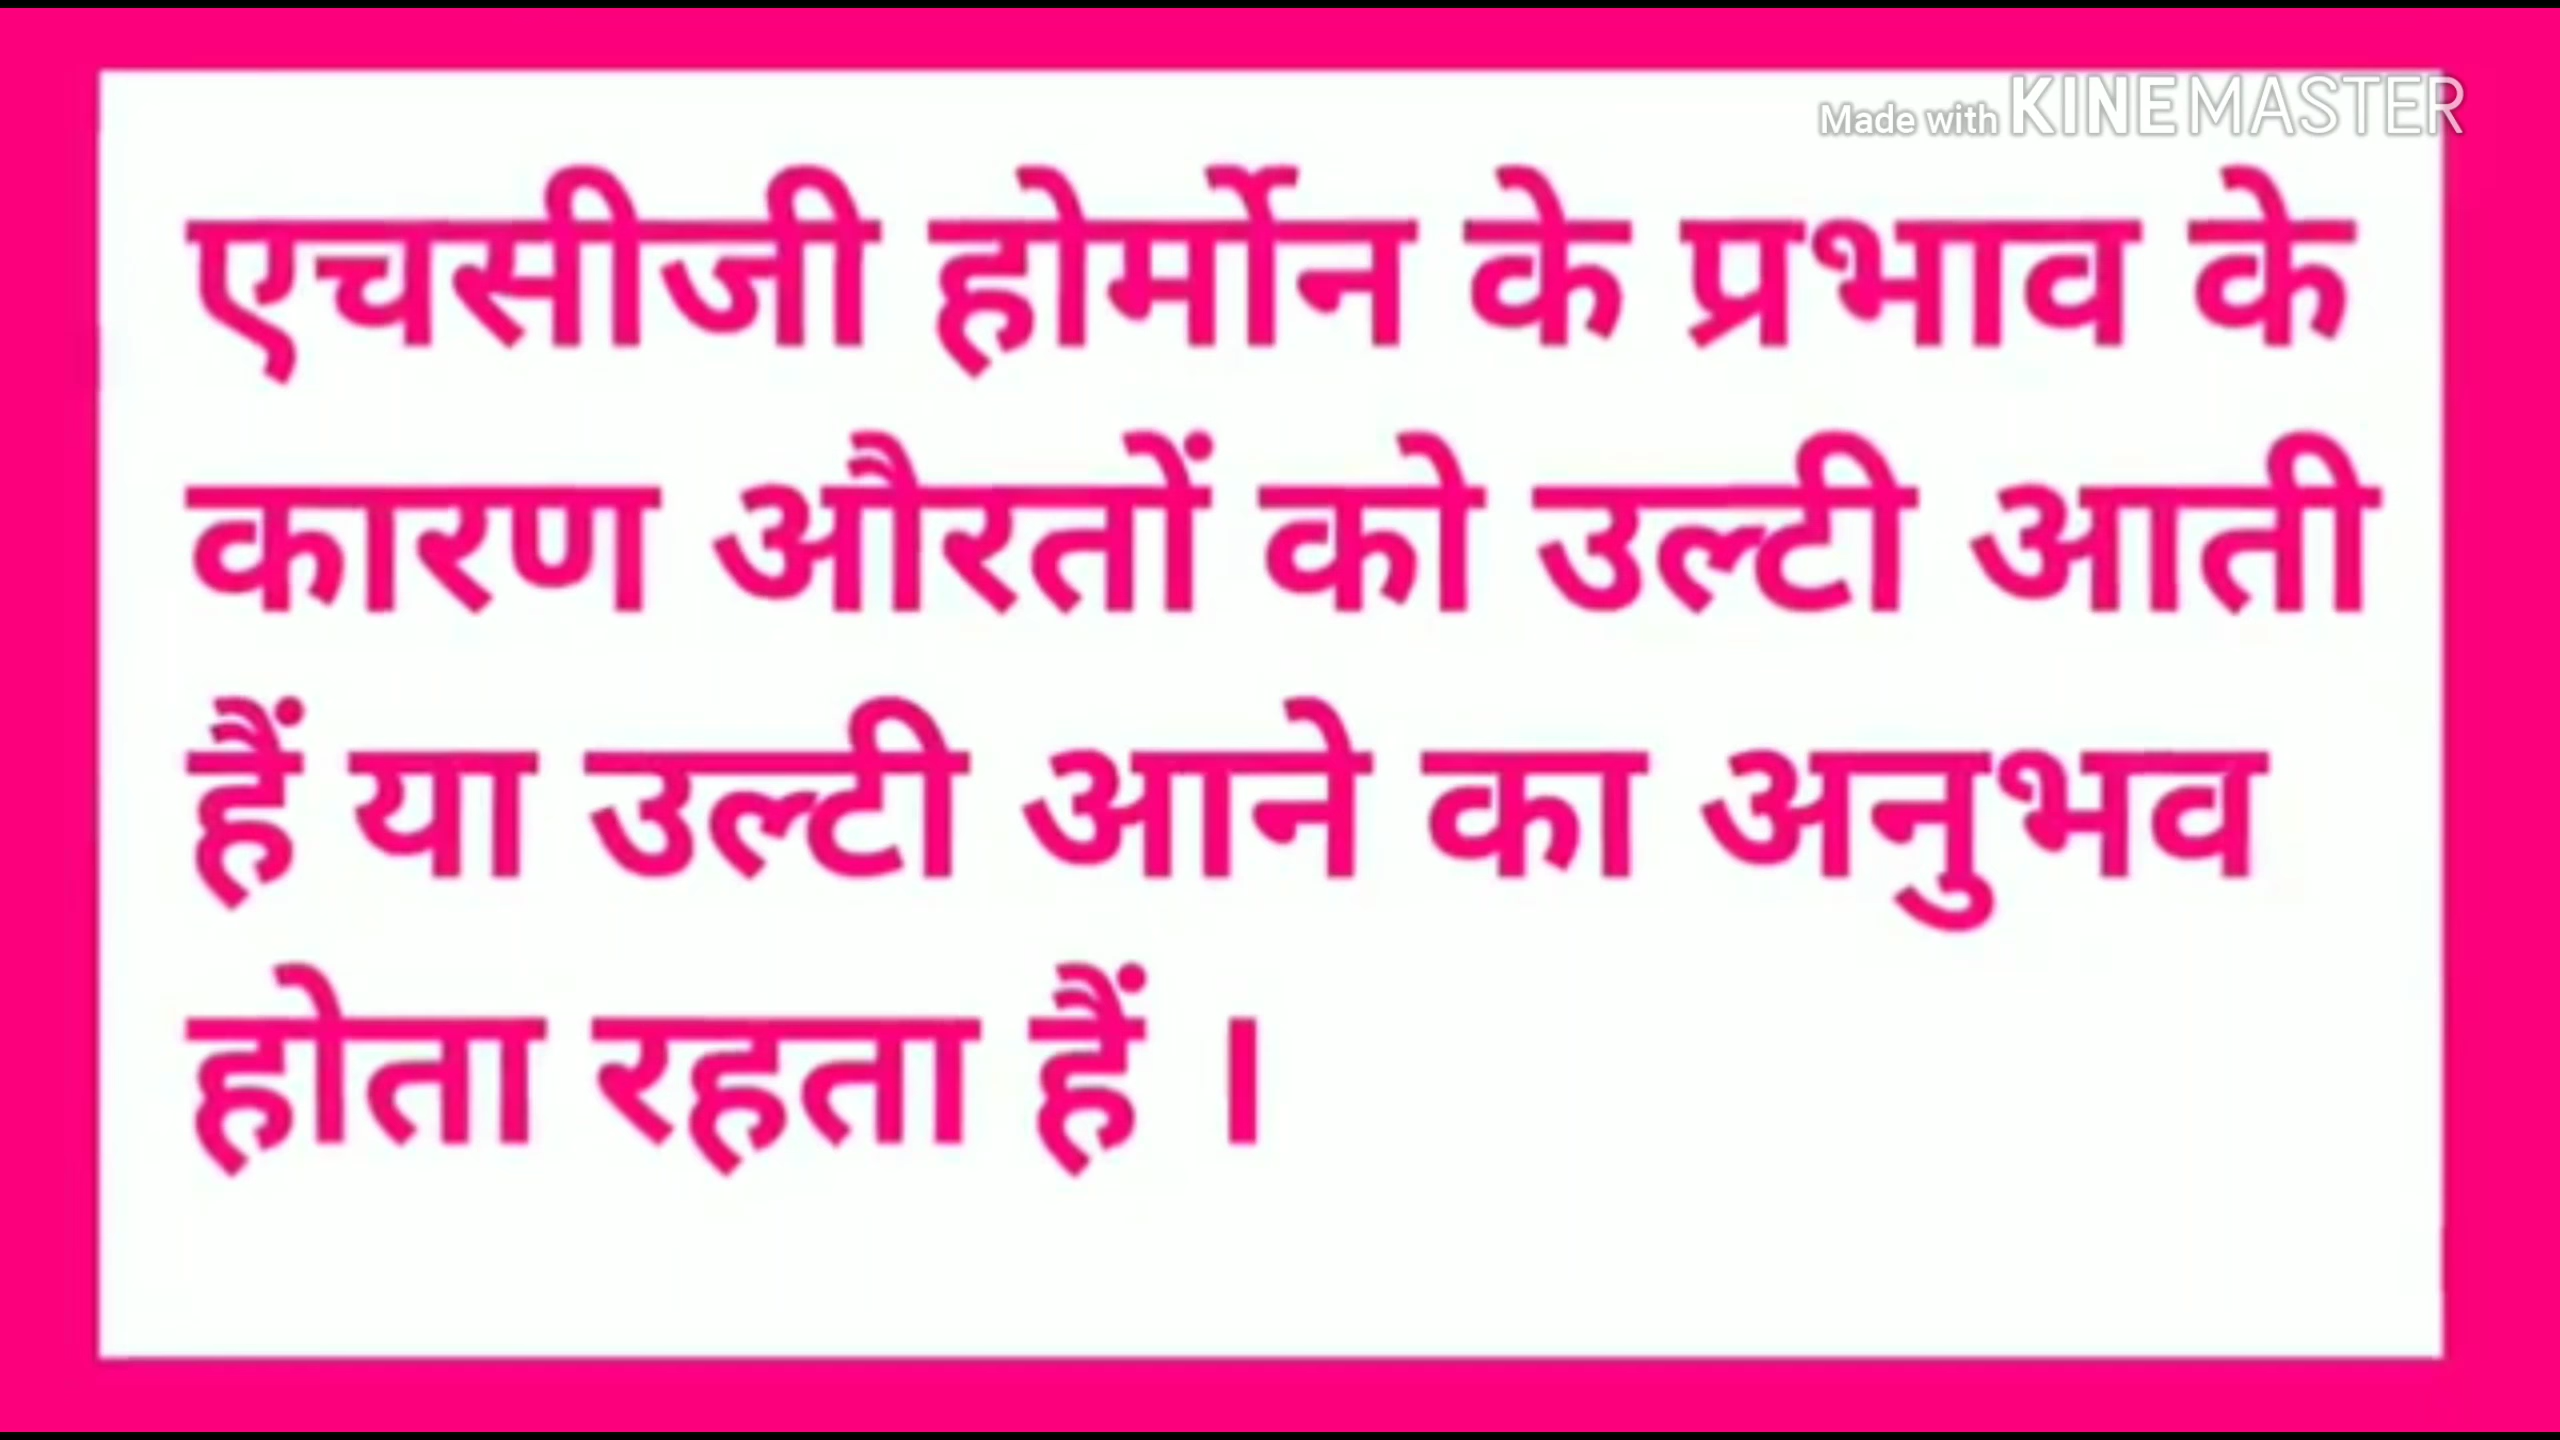 Made with KINEMASTER
एचसीजी होर्मोन के प्रभाव के
कारण औरतों को उल्टी आती
हैं या उल्टी आने का अनुभव
होता रहता हैं ।